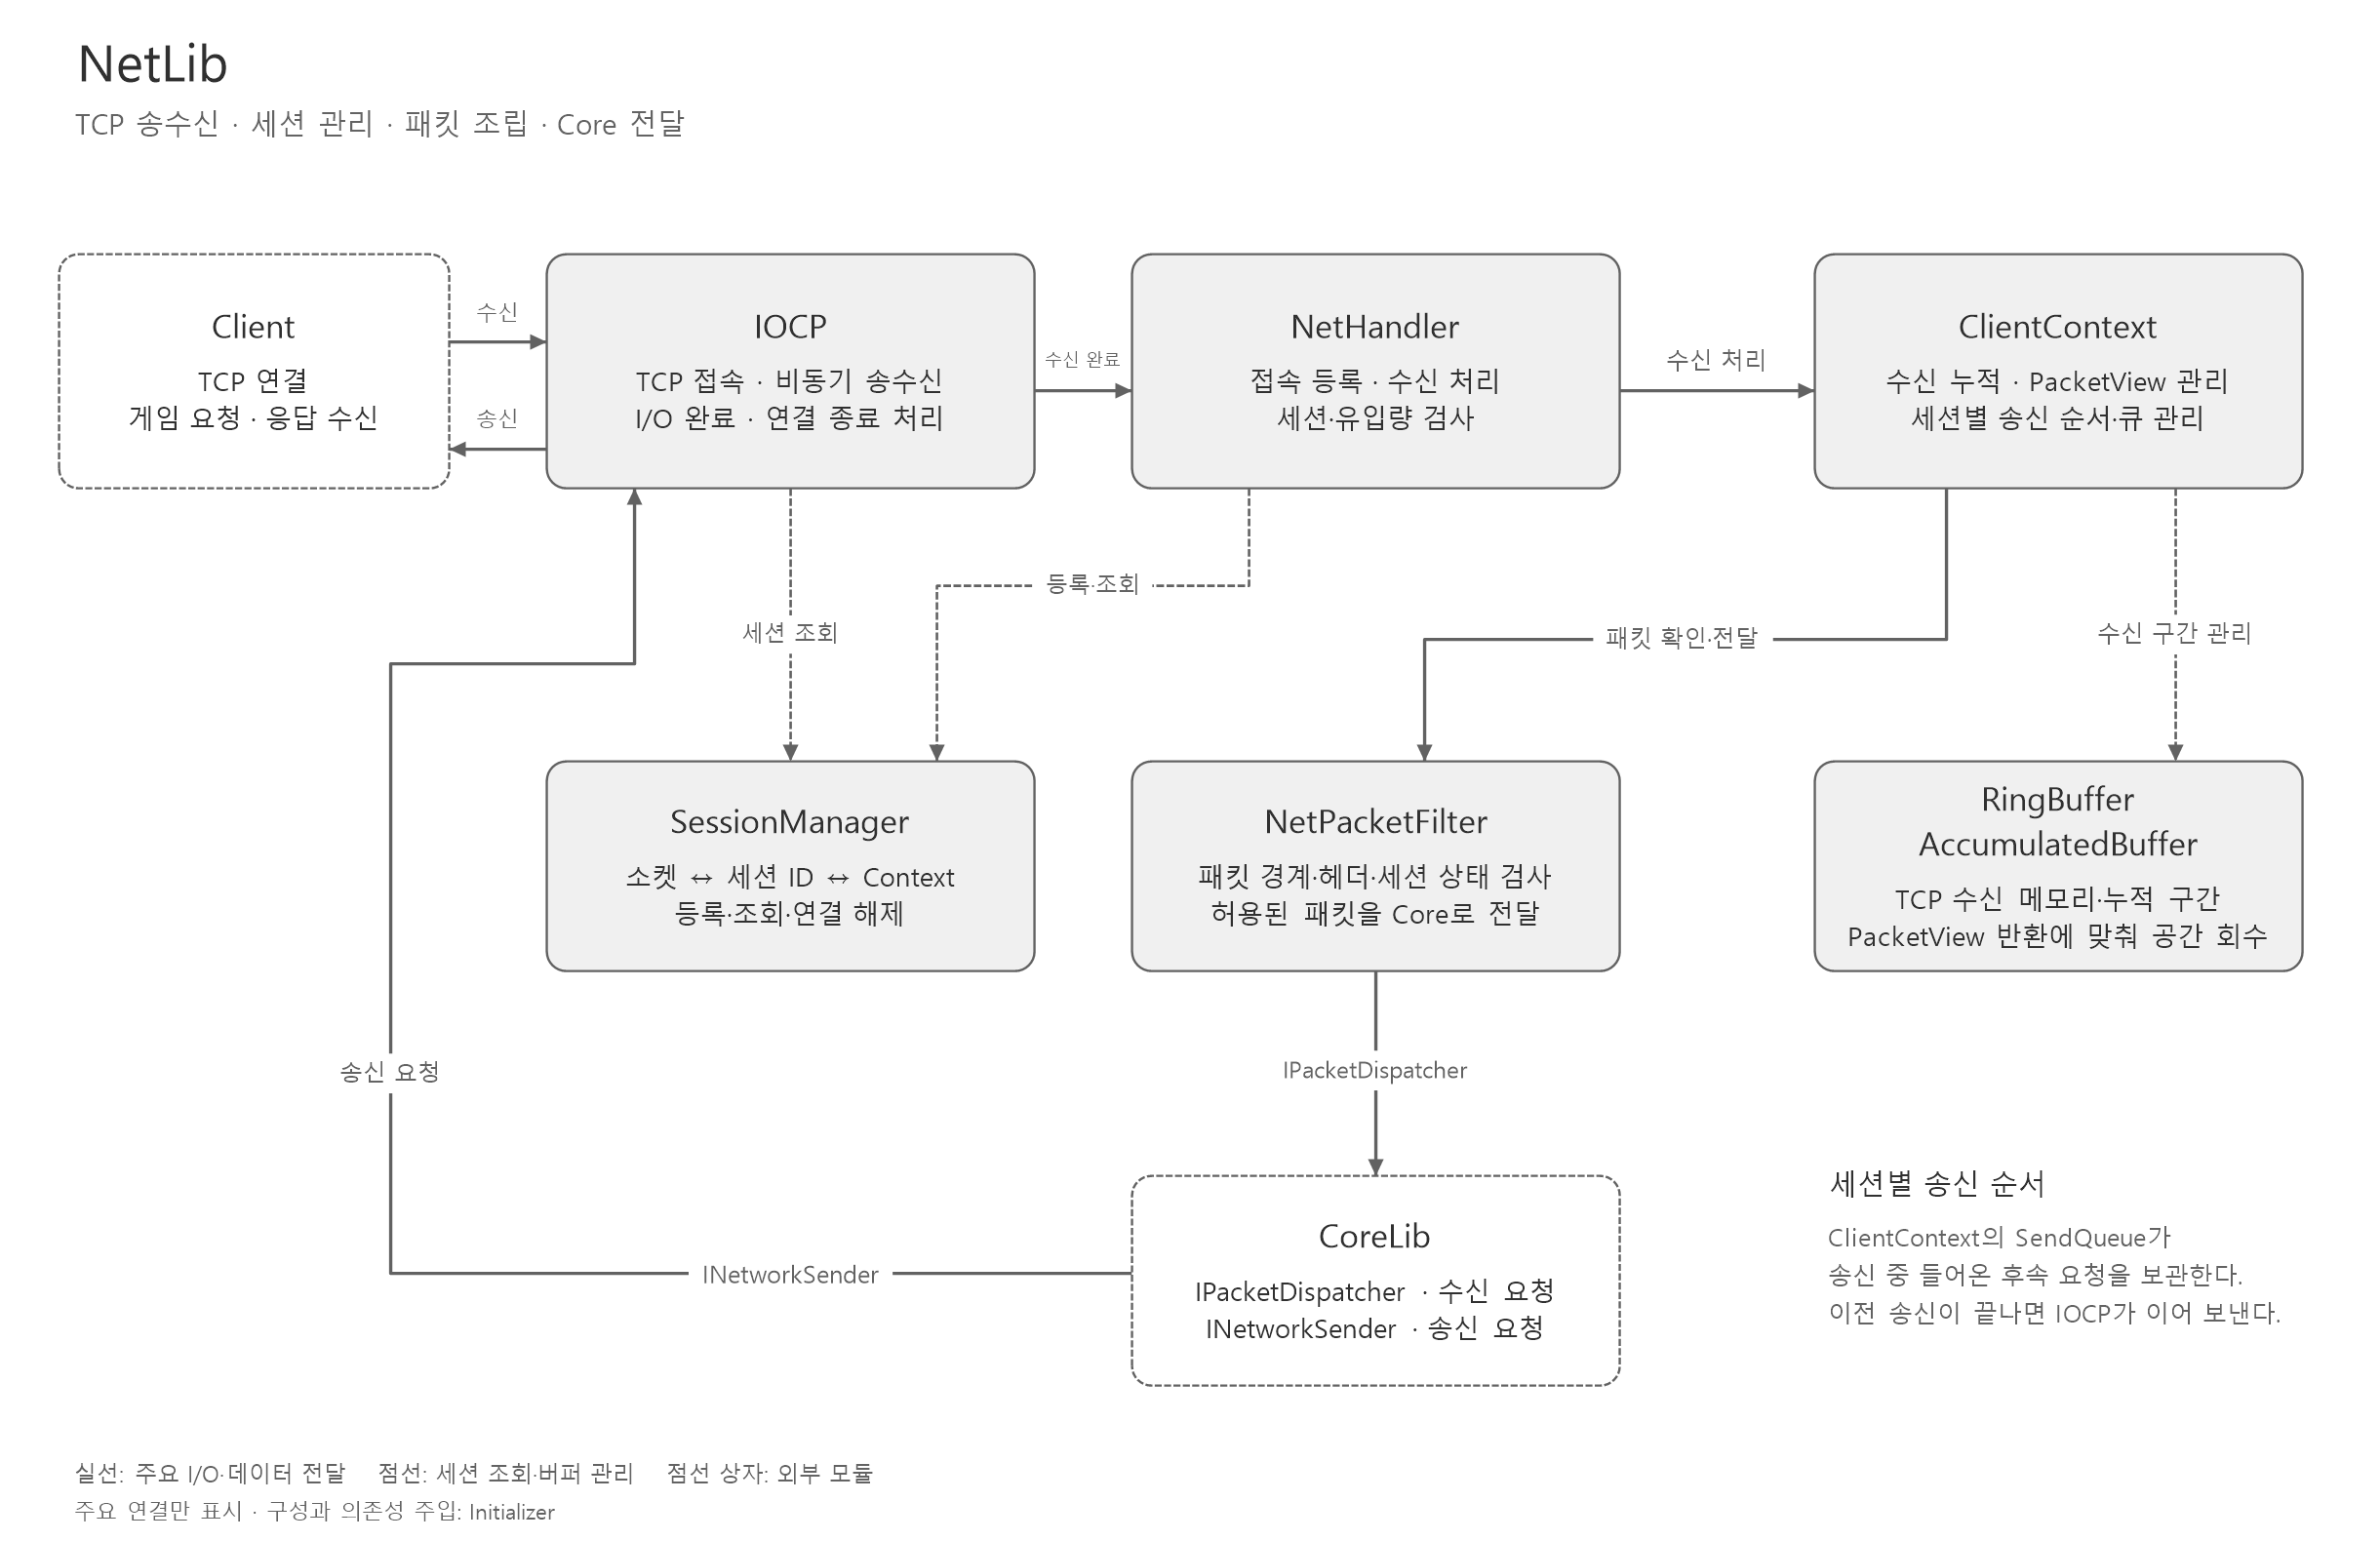 NetLib
TCP 송수신 · 세션 관리 · 패킷 조립 · Core 전달
Client
TCP 연결
게임 요청 · 응답 수신
수신
송신
IOCP
TCP 접속 · 비동기 송수신
I/O 완료 · 연결 종료 처리
수신 완료
NetHandler
접속 등록 · 수신 처리
세션·유입량 검사
수신 처리
ClientContext
수신 누적 · PacketView 관리
세션별 송신 순서·큐 관리
세션 조회
등록·조회
패킷 확인·전달
수신 구간 관리
SessionManager
소켓 ↔ 세션 ID ↔ Context
등록·조회·연결 해제
NetPacketFilter
패킷 경계·헤더·세션 상태 검사
허용된 패킷을 Core로 전달
RingBuffer
AccumulatedBuffer
TCP 수신 메모리·누적 구간
PacketView 반환에 맞춰 공간 회수
송신 요청
IPacketDispatcher
INetworkSender
CoreLib
IPacketDispatcher · 수신 요청
INetworkSender · 송신 요청
세션별 송신 순서
ClientContext의 SendQueue가
송신 중 들어온 후속 요청을 보관한다.
이전 송신이 끝나면 IOCP가 이어 보낸다.
실선: 주요 I/O·데이터 전달 점선: 세션 조회·버퍼 관리 점선 상자: 외부 모듈
주요 연결만 표시 · 구성과 의존성 주입: Initializer